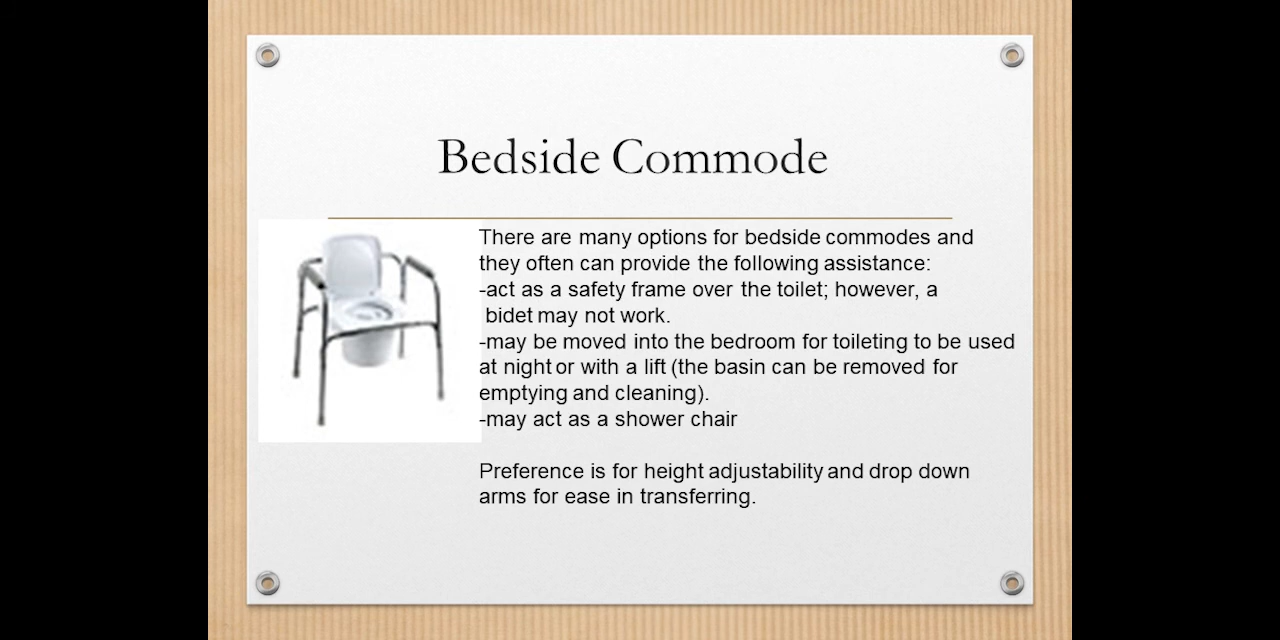 Bedside Commode
There are many options for bedside commodes and
they often can provide the following assistance:
-act as a safety frame over the toilet; however, a
bidet may not work.
-may be moved into the bedroom for toileting to be used
at night or with a lift (the basin can be removed for
emptying and cleaning).
-may act as a shower chair
Preference is for height adjustability and drop down
arms for ease in transferring.